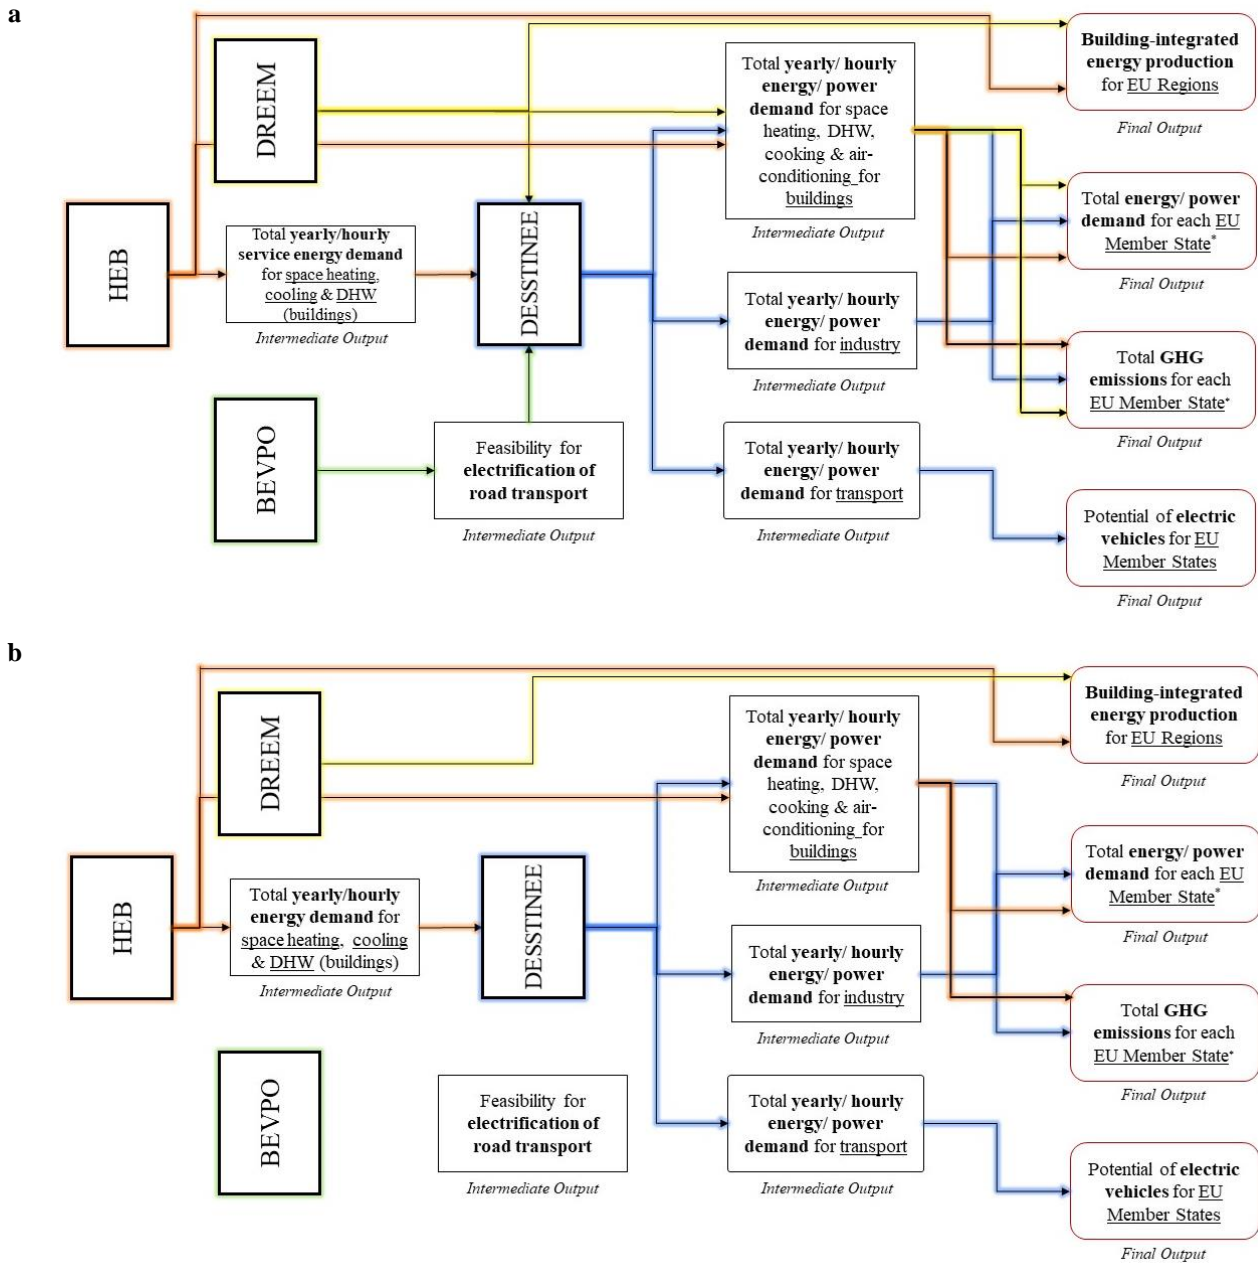 a
Building-integrated
energy production
for EU Regions
Final Output
DREEM
Total yearly/ hourly
energy/ power
demand for space
heating, DHW,
cooking & air-
conditioning_for
buildings
Intermediate Output
Total energy/ power
demand for each EU
Member State*
Final Output
HEB
Total yearly/hourly
service energy demand
for space heating,
cooling & DHW
(buildings)
Intermediate Output
DESSTINEE
Total yearly/ hourly
energy/ power
demand for industry
Intermediate Output
Total GHG
emissions for each
EU Member State*
Final Output
BEVPO
Feasibility for
electrification of
road transport
Intermediate Output
Total yearly/ hourly
energy/ power
demand for transport
Intermediate Output
Potential of electric
vehicles for EU
Member States
Final Output
b
Building-integrated
energy production
for EU Regions
Final Output
DREEM
Total yearly/ hourly
energy/ power
demand for space
heating, DHW,
cooking & air-
conditioning_for
buildings
Intermediate Output
Total energy/ power
demand for each EU
Member State*
Final Output
HEB
Total yearly/hourly
energy demand for
space heating, cooling
& DHW (buildings)
Intermediate Output
DESSTINEE
Total yearly/ hourly
energy/ power
demand for industry
Intermediate Output
Total GHG
emissions for each
EU Member State*
Final Output
BEVPO
Feasibility for
electrification of
road transport
Intermediate Output
Total yearly/ hourly
energy/ power
demand for transport
Intermediate Output
Potential of electric
vehicles for EU
Member States
Final Output